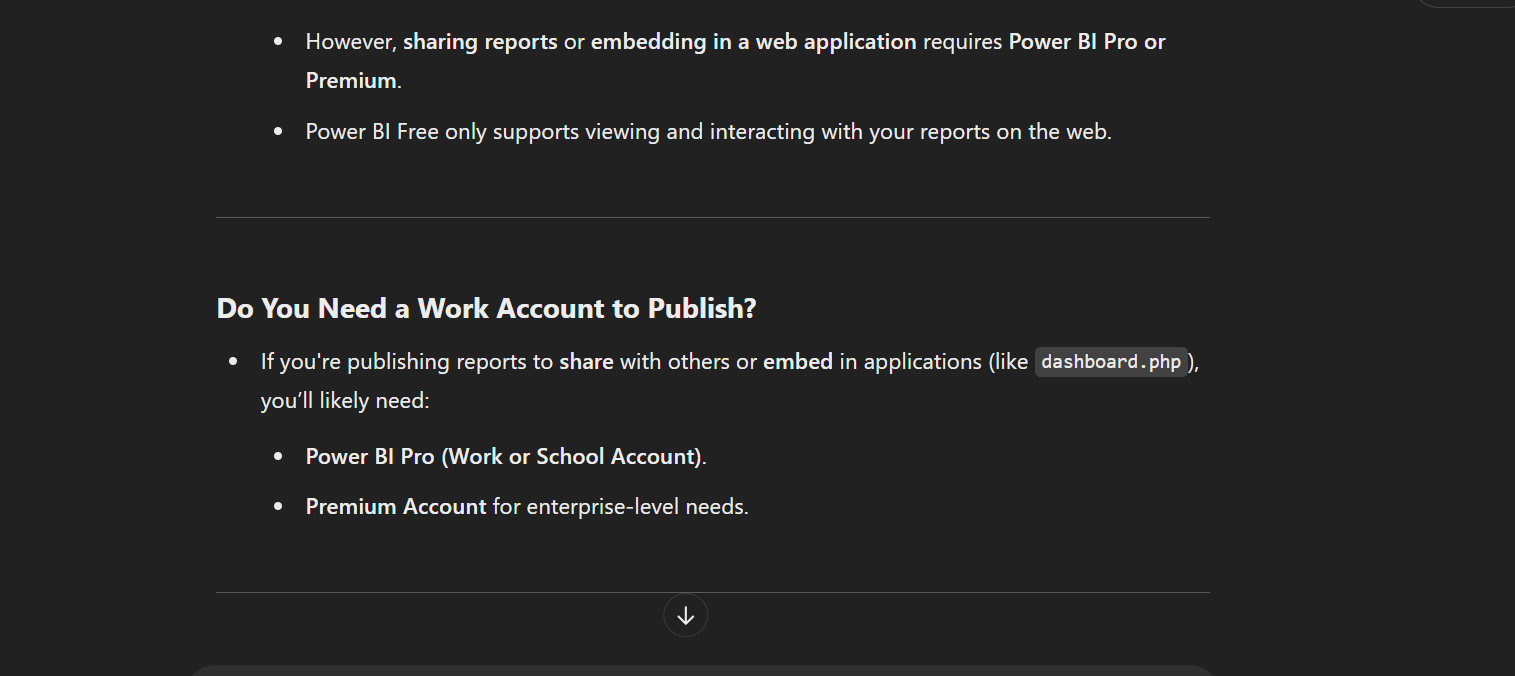 However, sharing reports or embedding in a web application requires Power BI Pro or
Premium.
Power BI Free only supports viewing and interacting with your reports on the web.
Do You Need a Work Account to Publish?
If you're publishing reports to share with others or embed in applications (like dashboard.php),
you’ll likely need:
Power BI Pro (Work or School Account).
Premium Account for enterprise-level needs.